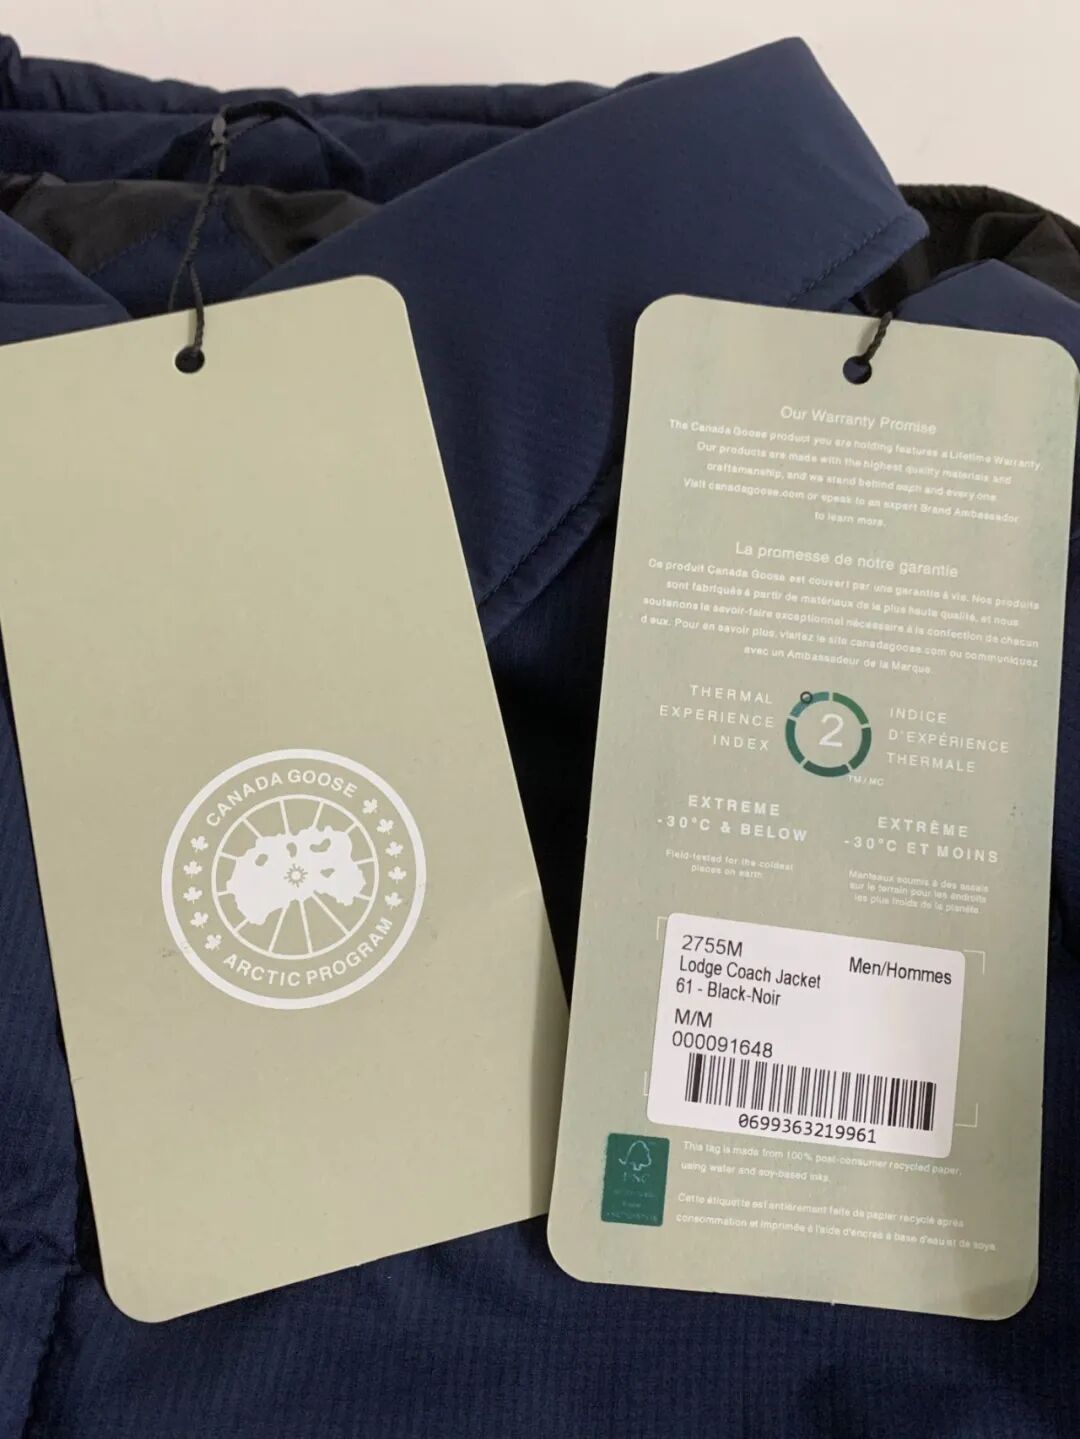 CANADA GOOSE
ARCTIC PROGRAM
Our Warranty Promise
The Canada Goose product you are holding features a Lifetime Warranty.
Our products are made with the highest quality materials and
craftsmanship, and we stand behind each and every one.
Visit canadagoose.com or speak to an expert Brand Ambassador
to learn more.
La promesse de notre garantie
Ce produit Canada Goose est couvert par une garantie à vie. Nos produits
sont fabriqués à partir de matériaux de la plus haute qualité, et nous
soutenons le savoir-faire exceptionnel nécessaire à la confection de chacun
d eux. Pour en savoir plus, visitez le site canadagoose.com ou communiquez
avec un Ambassadeur de la Marque.
THERMAL
EXPERIENCE
INDEX
2
TM/MC
INDICE
D'EXPÉRIENCE
THERMALE
EXTREME
-30°C & BELOW
Field-tested for the coldest
places on earth.
EXTRÊME
-30°C ET MOINS
Manteaux soumis à des essais
sur le terrain pour les endroits
les plus froids de la planète
2755M
Lodge Coach Jacket
Men/Hommes
61 - Black-Noir
M/M
000091648
0699363219961
FSC
This tag is made from 100% post-consumer recycled paper,
using water and soy-based inks.
Cette étiquette est entièrement faite de papier recyclé après
consommation et imprimée à l'aide d'encras à base d'eau et de soya.